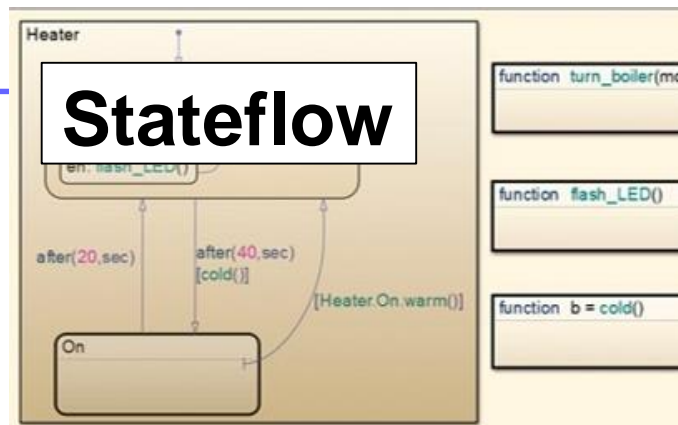 Heater
Stateflow
en: flash_LED()
after(20,sec)
after(40,sec)
[cold()]
[Heater.On.warm()]
On
function turn_boiler(
function flash_LED()
function b = cold()